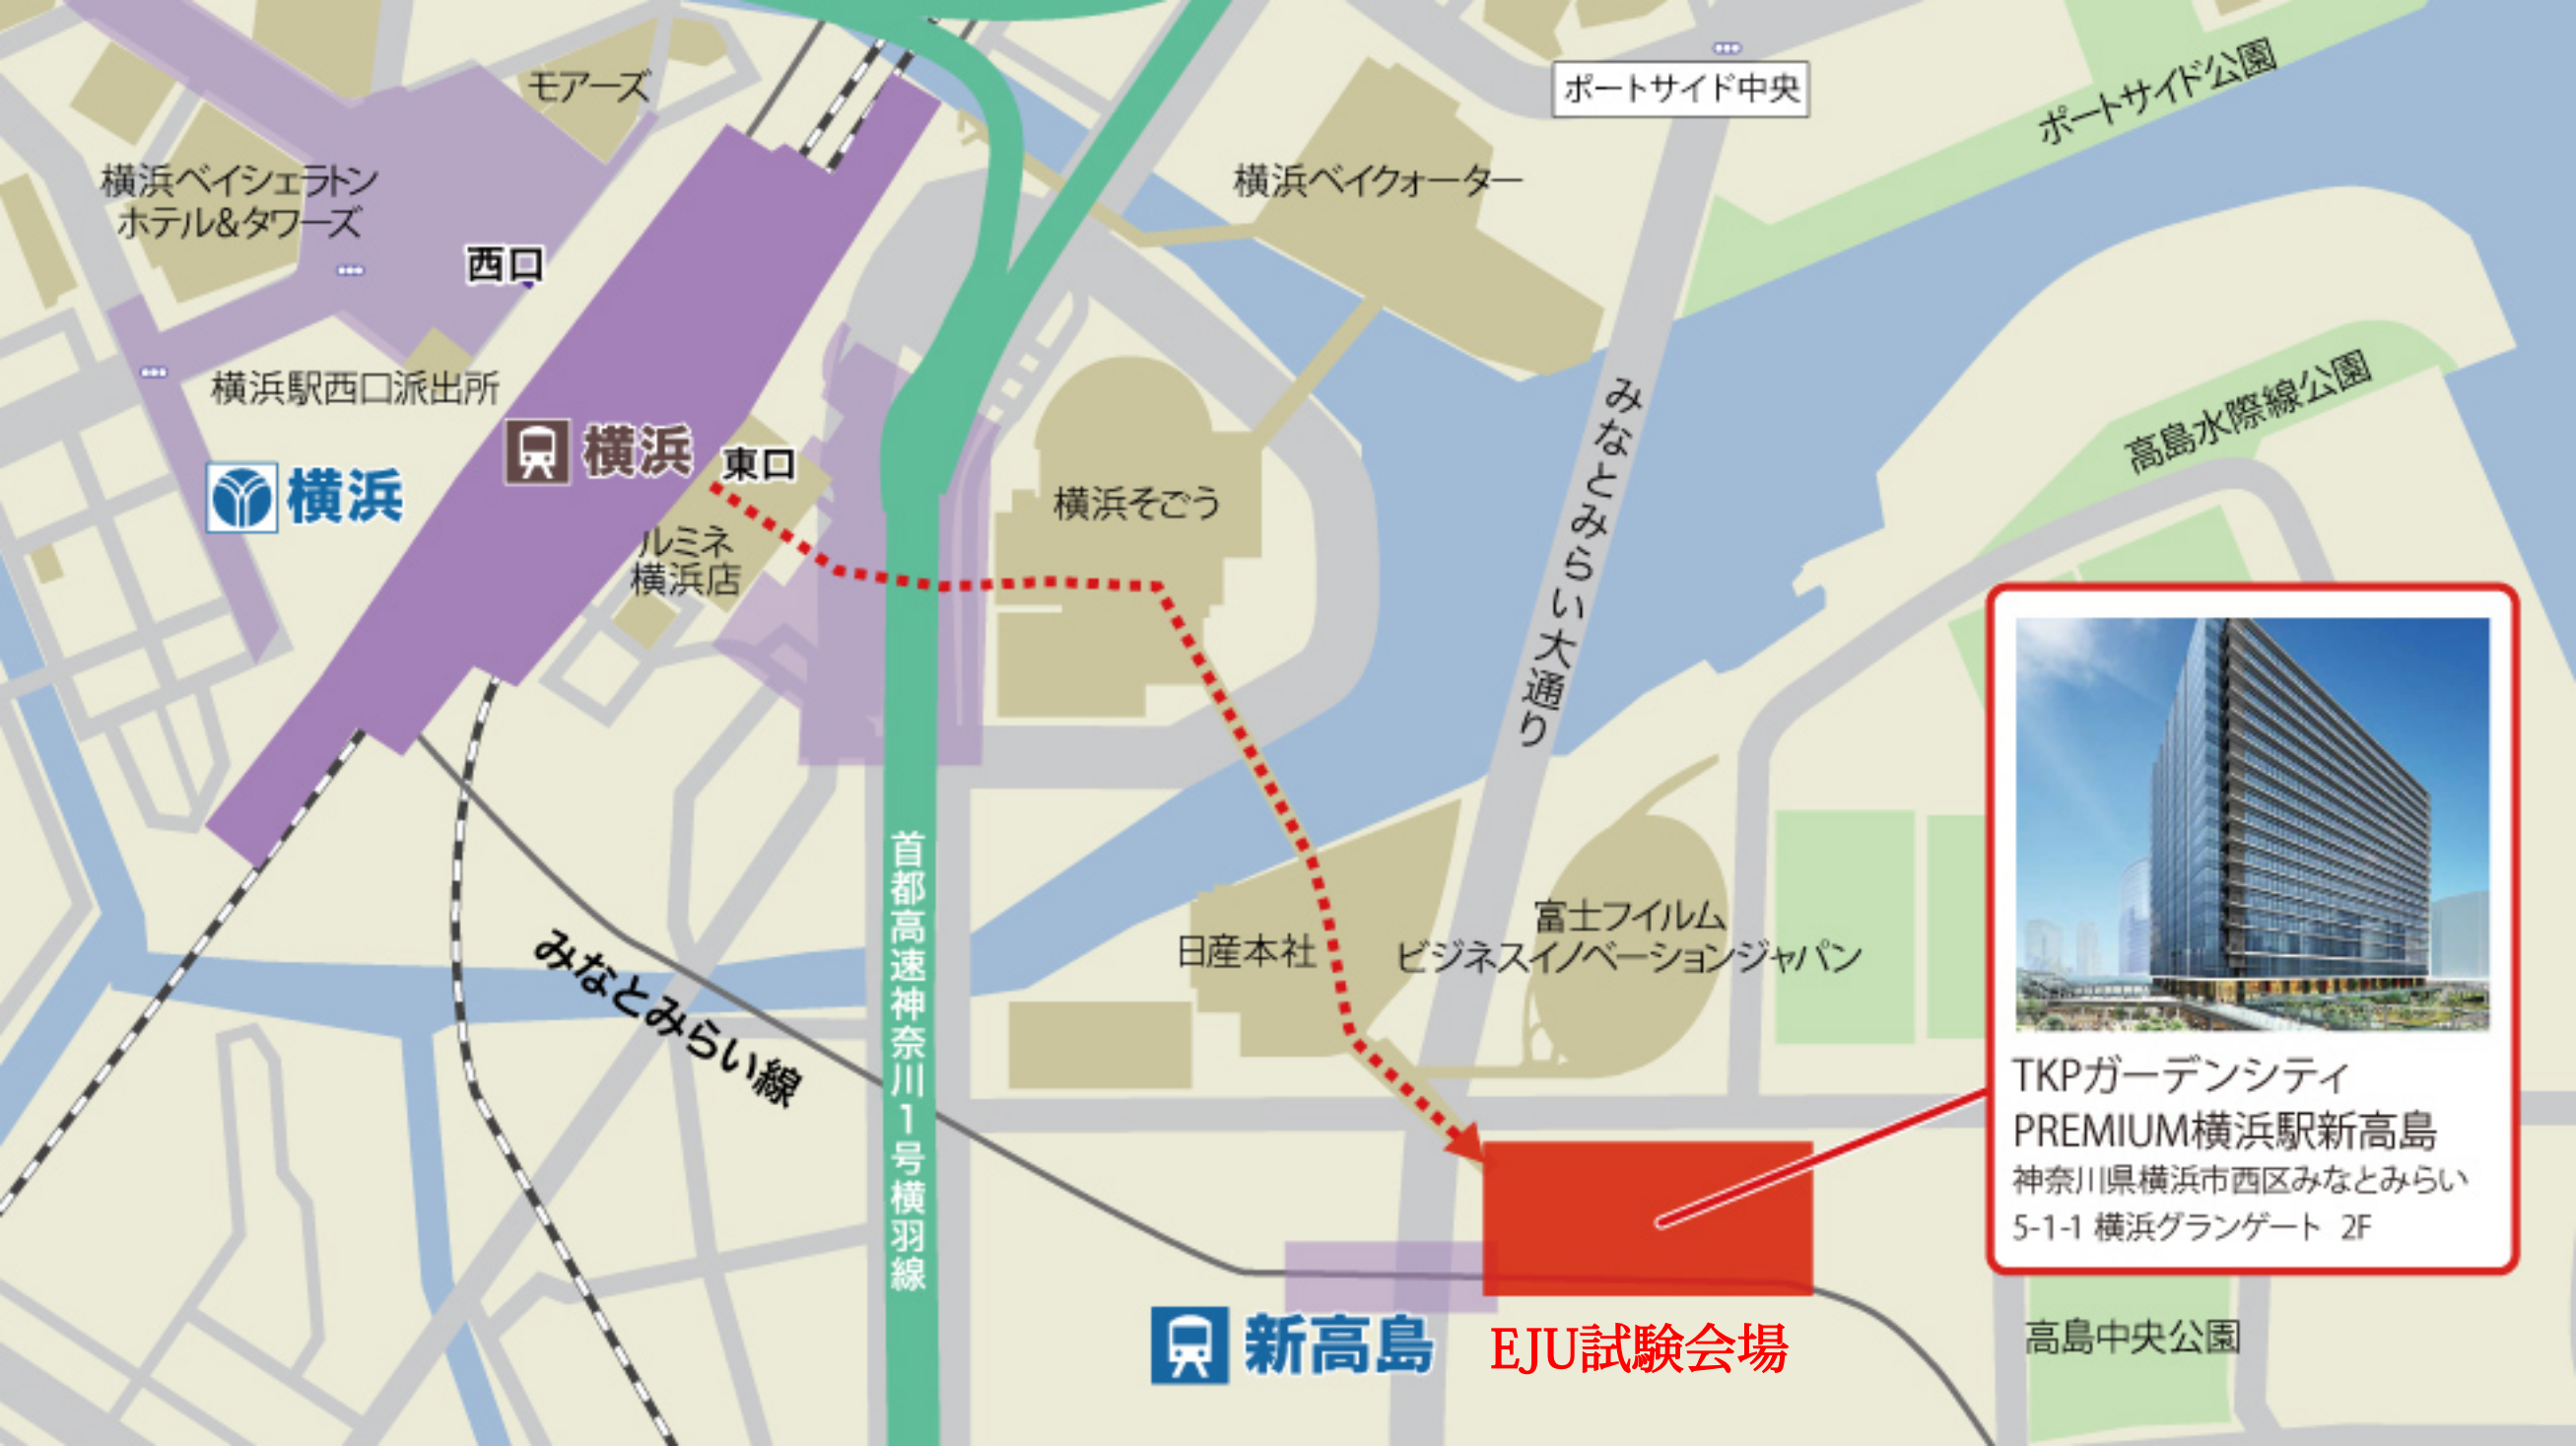 モアーズ
ポートサイド中央
ポートサイド公園
横浜ベイシェラトン
ホテル&タワーズ
横浜ベイクォーター
西口
横浜駅西口派出所
高島水際線公園
横浜
横浜
東口
横浜そごう
みなとみらい大通り
ルミネ
横浜店
首都高速神奈川1号横羽線
日産本社
富士フイルム
ビジネスイノベーションジャパン
みなとみらい線
TKPガーデンシティ
PREMIUM横浜駅新高島
神奈川県横浜市西区みなとみらい
5-1-1 横浜グランゲート 2F
新高島
EJU試験会場
高島中央公園